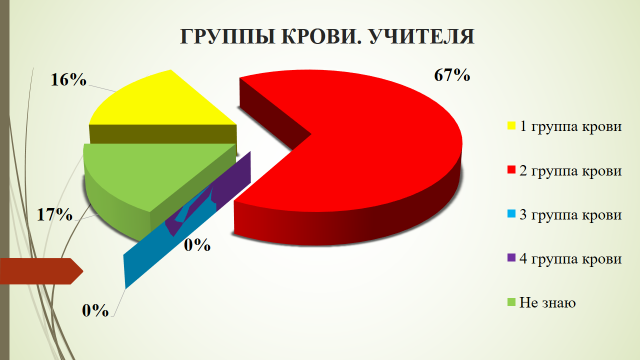 ГРУППЫ КРОВИ. УЧИТЕЛЯ
16%
67%
17%
0%
0%
1 группа крови
2 группа крови
3 группа крови
4 группа крови
Не знаю